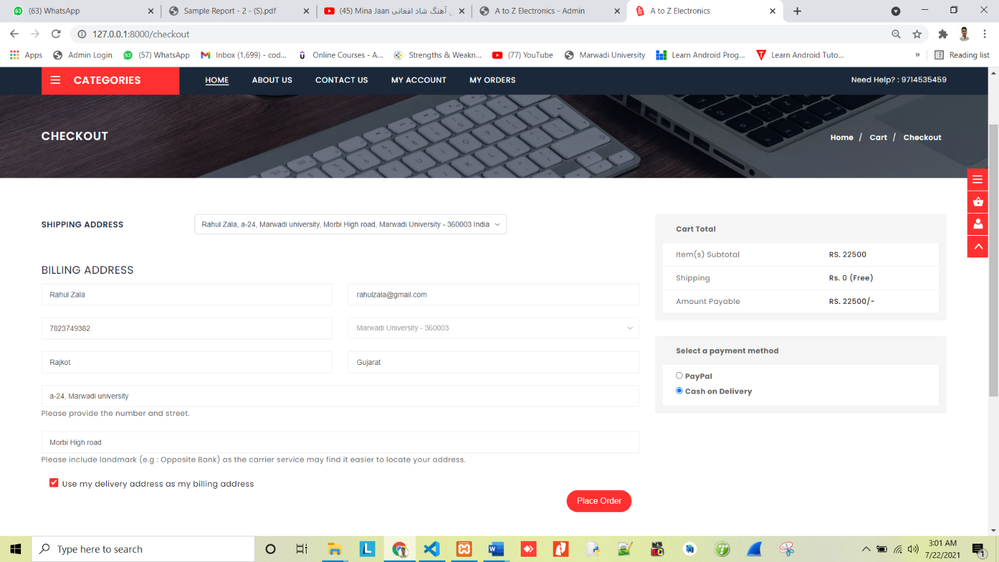 (63) WhatsApp
Sample Report - 2 - (S).pdf
(45) Mina Jaan آهنگ شاد افغانی
A to Z Electronics - Admin
A to Z Electronics
127.0.0.1:8000/checkout
Apps
Admin Login
(57) WhatsApp
Inbox (1,699) - cod...
Online Courses - A...
Strengths & Weakn...
(77) YouTube
Marwadi University
Learn Android Prog...
Learn Android Tuto...
»
Reading list
CATEGORIES
HOME
ABOUT US
CONTACT US
MY ACCOUNT
MY ORDERS
Need Help? : 9714535459
CHECKOUT
Home / Cart / Checkout
SHIPPING ADDRESS
Rahul Zala, a-24, Marwadi university, Morbi High road, Marwadi University - 360003 India
BILLING ADDRESS
Rahul Zala
rahulzala@gmail.com
7823749382
Marwadi University - 360003
Rajkot
Gujarat
a-24, Marwadi university
Please provide the number and street.
Morbi High road
Please include landmark (e.g : Opposite Bank) as the carrier service may find it easier to locate your address.
Use my delivery address as my billing address
Place Order
Cart Total
Item(s) Subtotal RS. 22500
Shipping Rs. 0 (Free)
Amount Payable RS. 22500/-
Select a payment method
PayPal
Cash on Delivery
Type here to search
3:01 AM
7/22/2021
1